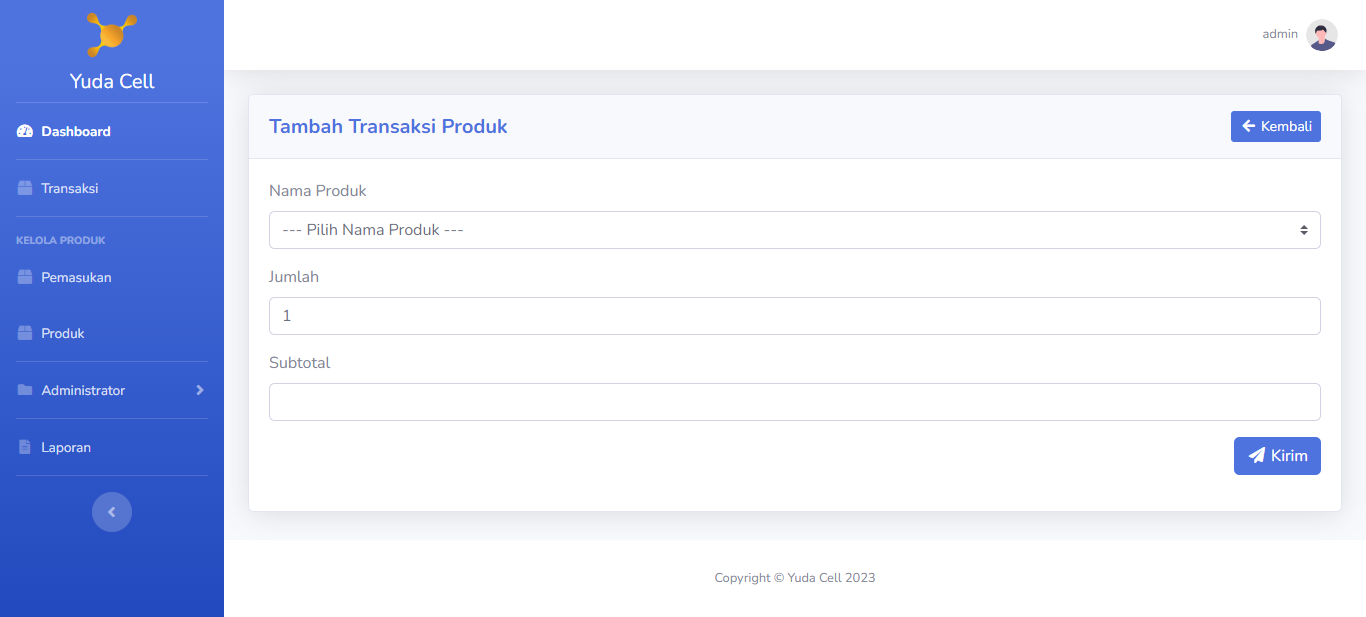 Yuda Cell
Dashboard
Transaksi
KELOLA PRODUK
Pemasukan
Produk
Administrator
Laporan
admin
Tambah Transaksi Produk
Kembali
Nama Produk
--- Pilih Nama Produk ---
Jumlah
1
Subtotal
Kirim
Copyright © Yuda Cell 2023